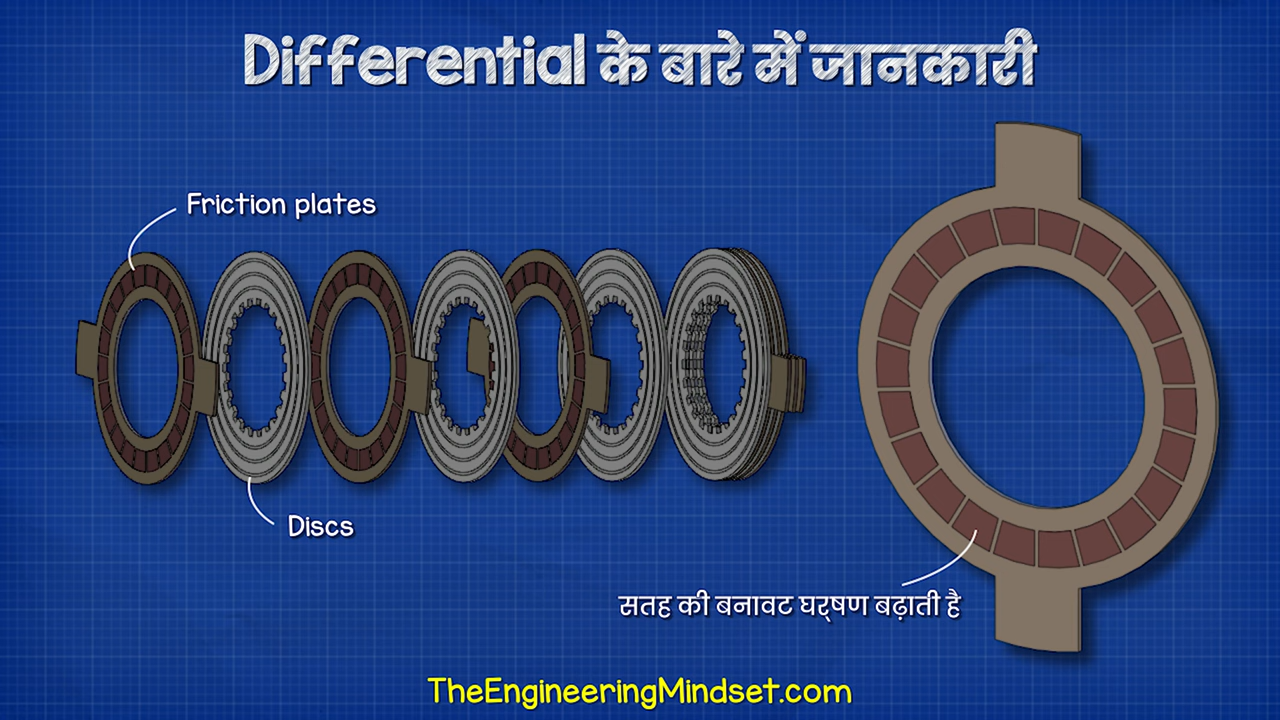 Differential के बारे में जानकारी
Friction plates
Discs
सतह की बनावट घर्षण बढ़ाती है
TheEngineeringMindset.com